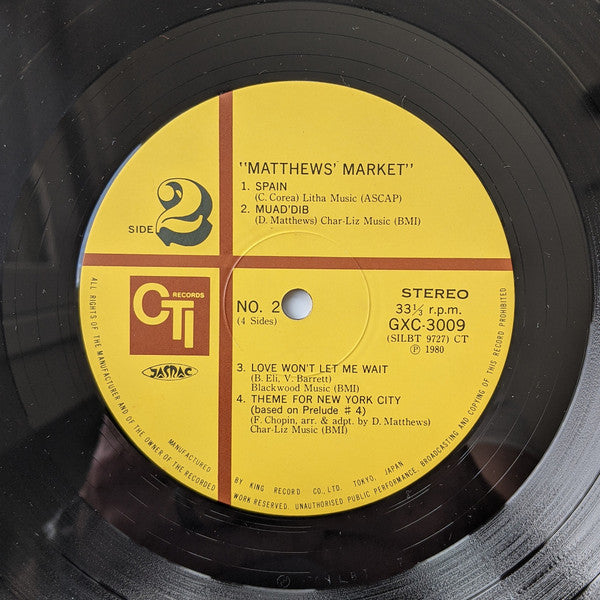 "MATTHEWS' MARKET"
1. SPAIN
(C. Corea) Litha Music (ASCAP)
2. MUAD'DIB
(D. Matthews) Char-Liz Music (BMI)
SIDE 2
CTI RECORDS
JASRAC
NO. 2
(4 Sides)
STEREO
33⅓ r.p.m.
GXC-3009
(SILBT 9727) CT
Ⓟ 1980
3. LOVE WON'T LET ME WAIT
(B. Eli, V. Barrett)
Blackwood Music (BMI)
4. THEME FOR NEW YORK CITY
(based on Prelude # 4)
(F. Chopin, arr. & adpt. by D. Matthews)
Char-Liz Music (BMI)
ALL RIGHTS OF THE MANUFACTURER AND OF THE OWNER OF THE RECORDED
WORK RESERVED. UNAUTHORISED PUBLIC PERFORMANCE, BROADCASTING AND COPYING OF THIS RECORD PROHIBITED
MANUFACTURED BY KING RECORD CO., LTD. TOKYO, JAPAN